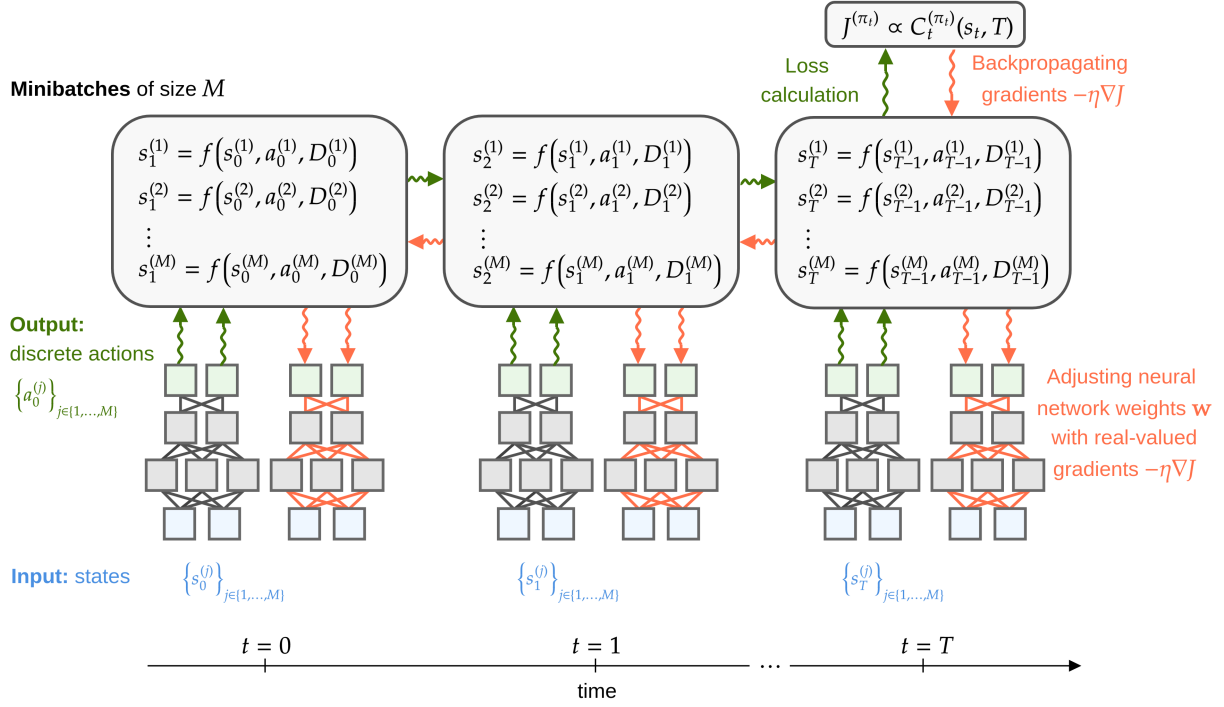 J^{(π_t)} ∝ C_t^{(π_t)}(s_t, T)
Loss
calculation
Backpropagating
gradients −η∇J
Minibatches of size M
s_1^{(1)} = f(s_0^{(1)}, a_0^{(1)}, D_0^{(1)})
s_1^{(2)} = f(s_0^{(2)}, a_0^{(2)}, D_0^{(2)})
⋮
s_1^{(M)} = f(s_0^{(M)}, a_0^{(M)}, D_0^{(M)})
s_2^{(1)} = f(s_1^{(1)}, a_1^{(1)}, D_1^{(1)})
s_2^{(2)} = f(s_1^{(2)}, a_1^{(2)}, D_1^{(2)})
⋮
s_2^{(M)} = f(s_1^{(M)}, a_1^{(M)}, D_1^{(M)})
s_T^{(1)} = f(s_{T−1}^{(1)}, a_{T−1}^{(1)}, D_{T−1}^{(1)})
s_T^{(2)} = f(s_{T−1}^{(2)}, a_{T−1}^{(2)}, D_{T−1}^{(2)})
⋮
s_T^{(M)} = f(s_{T−1}^{(M)}, a_{T−1}^{(M)}, D_{T−1}^{(M)})
Output:
discrete actions
{a_0^{(j)}}_{j∈{1,…,M}}
Adjusting neural
network weights w
with real-valued
gradients −η∇J
Input: states
{s_0^{(j)}}_{j∈{1,…,M}}
{s_1^{(j)}}_{j∈{1,…,M}}
{s_T^{(j)}}_{j∈{1,…,M}}
t = 0
t = 1
...
t = T
time